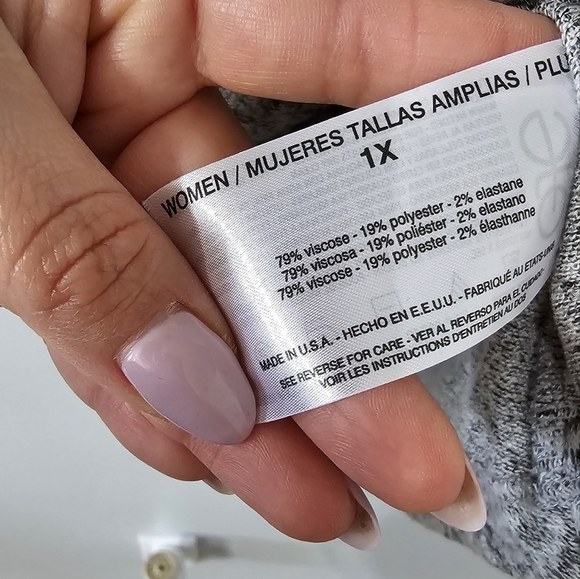 WOMEN / MUJERES TALLAS AMPLIAS / PLU
1X
79% viscose - 19% polyester - 2% elastane
79% viscosa - 19% poliéster - 2% elastano
79% viscose - 19% polyester - 2% élasthanne
MADE IN U.S.A. - HECHO EN E.E.U.U. - FABRIQUÉ AU ETATS-UNIS
SEE REVERSE FOR CARE - VER AL REVERSO PARA EL CUIDADO
VOIR LES INSTRUCTIONS D'ENTRETIEN AU DOS